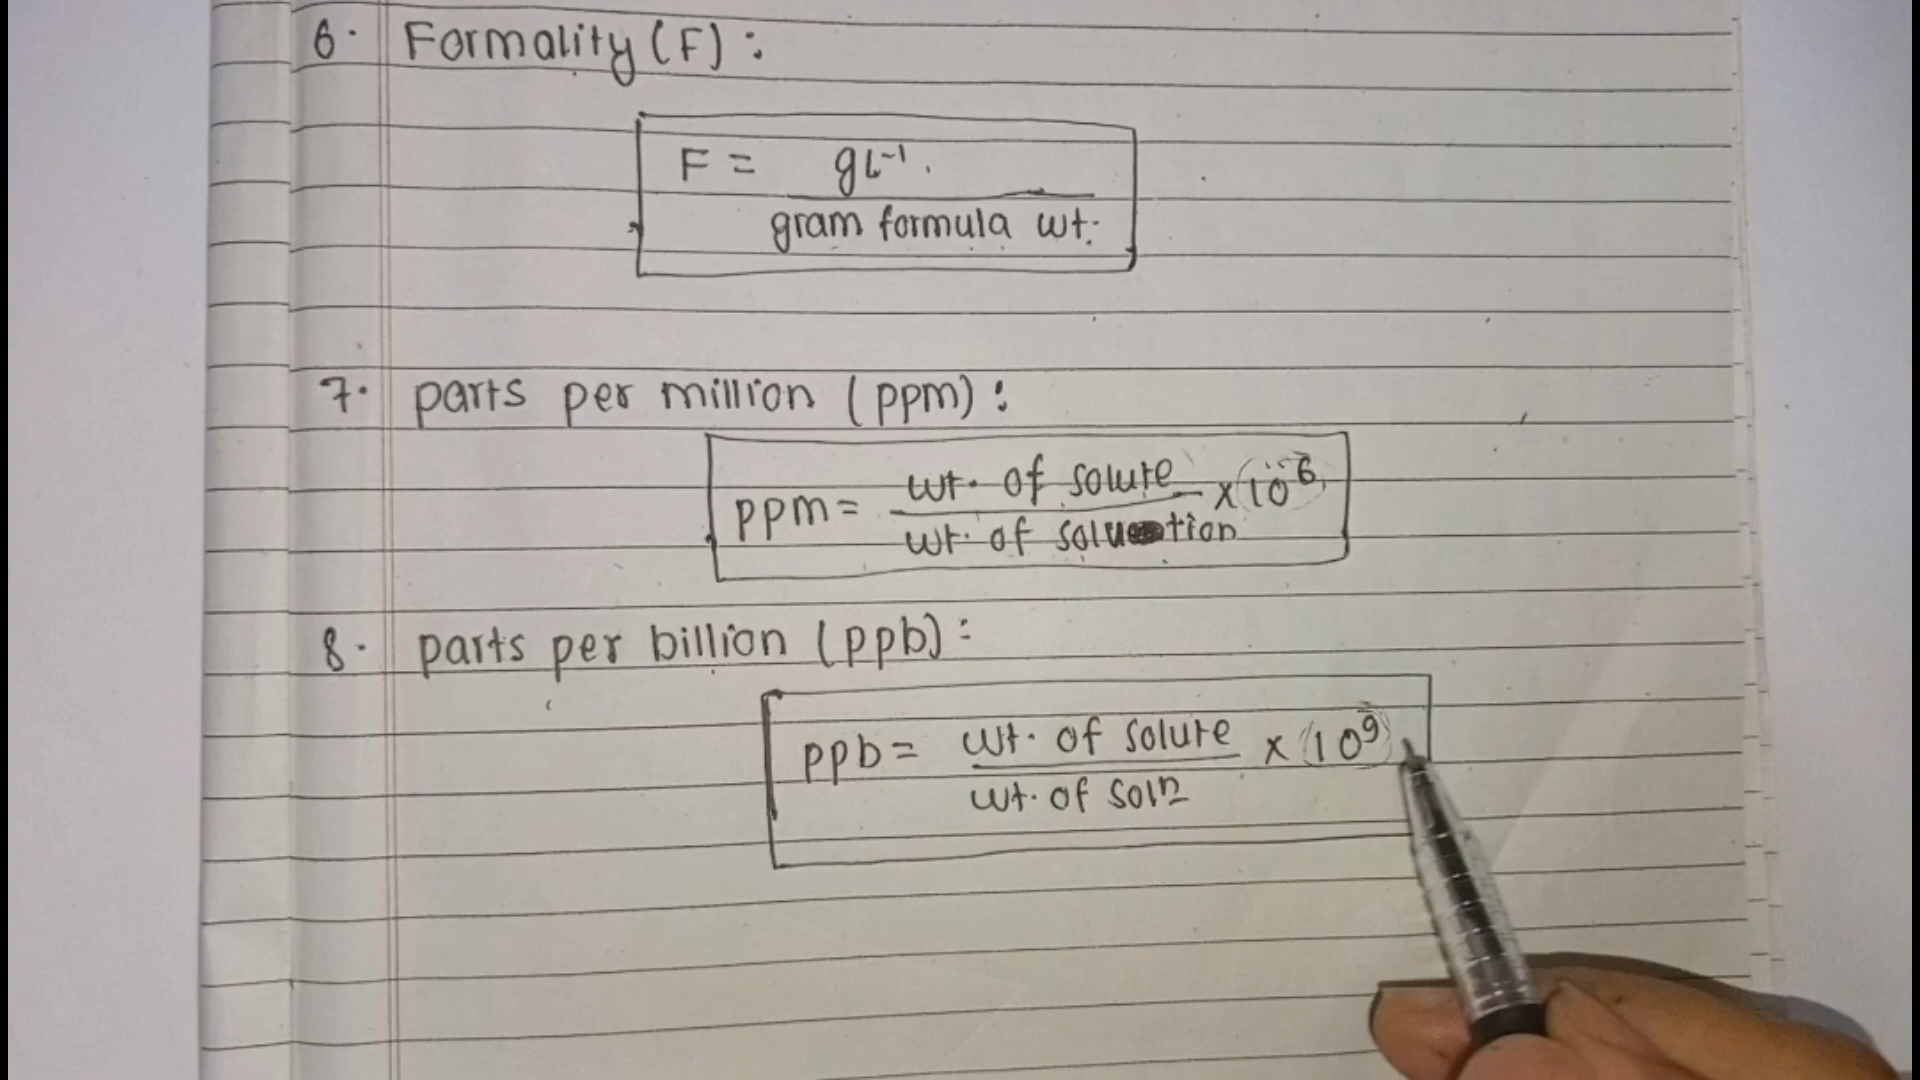 6. Formality (F) :
F = gL⁻¹.
gram formula wt.
7. parts per million (ppm) :
wt. of solute
ppm = × 10⁶
wt. of solution
8. parts per billion (ppb) :
ppb = wt. of solute × 10⁹
wt. of solⁿ